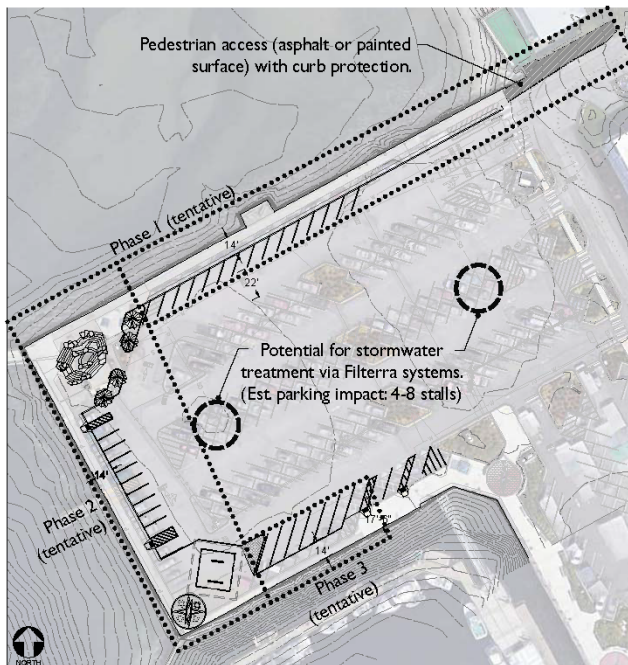 Pedestrian access (asphalt or painted
surface) with curb protection.
Phase 1 (tentative)
14'
22'
Potential for stormwater
treatment via Filterra systems.
(Est. parking impact: 4-8 stalls)
14'
Phase 2
(tentative)
14'
Phase 3
(tentative)
NORTH